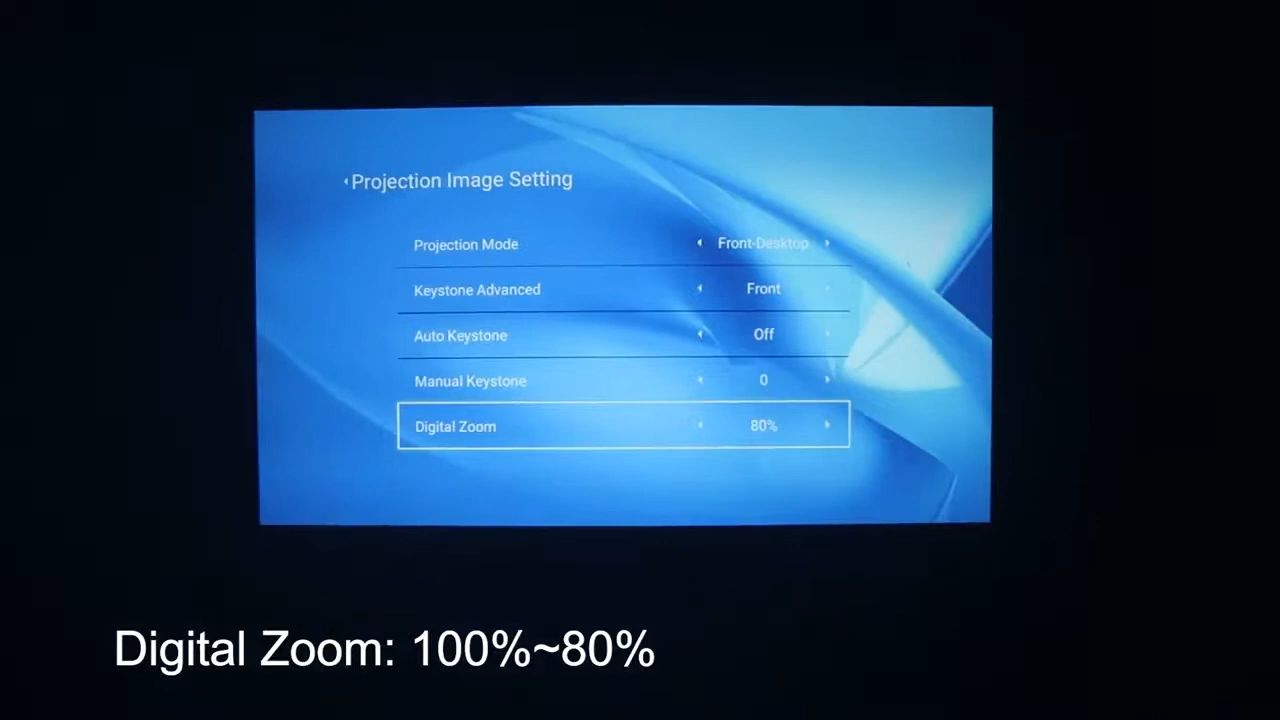 Projection Image Setting
Projection Mode Front-Desktop
Keystone Advanced Front
Auto Keystone Off
Manual Keystone 0
Digital Zoom 80%
Digital Zoom: 100%~80%